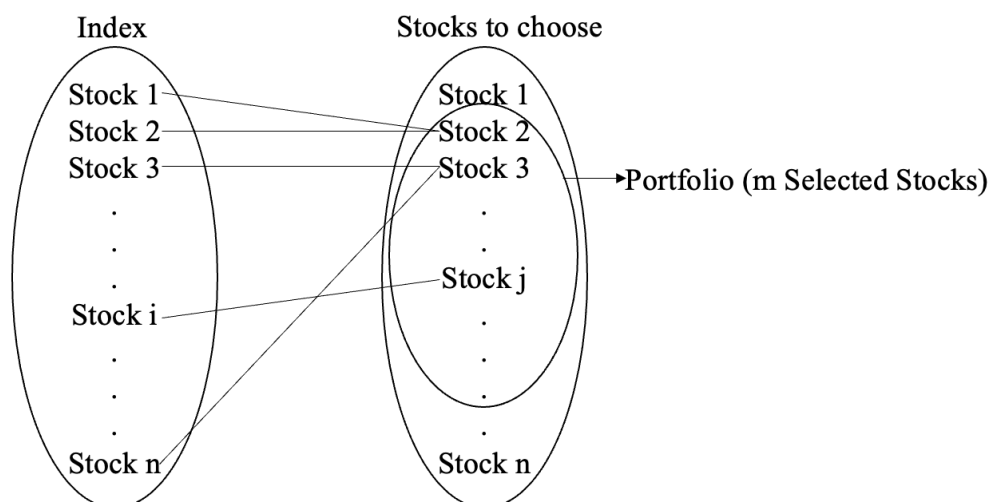 Index
Stocks to choose
Stock 1
Stock 1
Stock 2
Stock 2
Stock 3
Stock 3
Portfolio (m Selected Stocks)
.
.
.
.
Stock j
.
Stock i
.
.
.
.
.
.
.
Stock n
Stock n